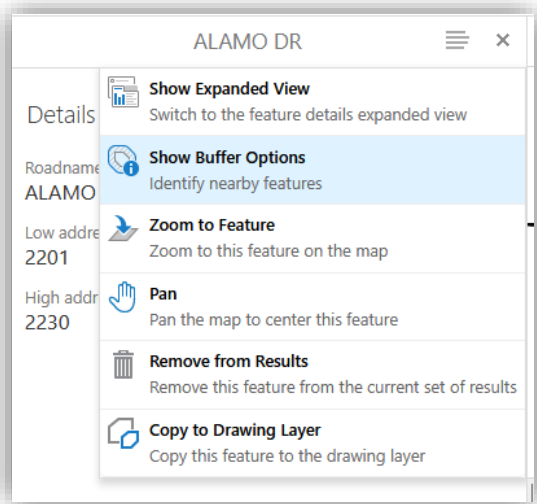 ALAMO DR
Show Expanded View
Switch to the feature details expanded view
Details
Show Buffer Options
Identify nearby features
Roadname
ALAMO
Zoom to Feature
Zoom to this feature on the map
Low addre
2201
Pan
Pan the map to center this feature
High addr
2230
Remove from Results
Remove this feature from the current set of results
Copy to Drawing Layer
Copy this feature to the drawing layer